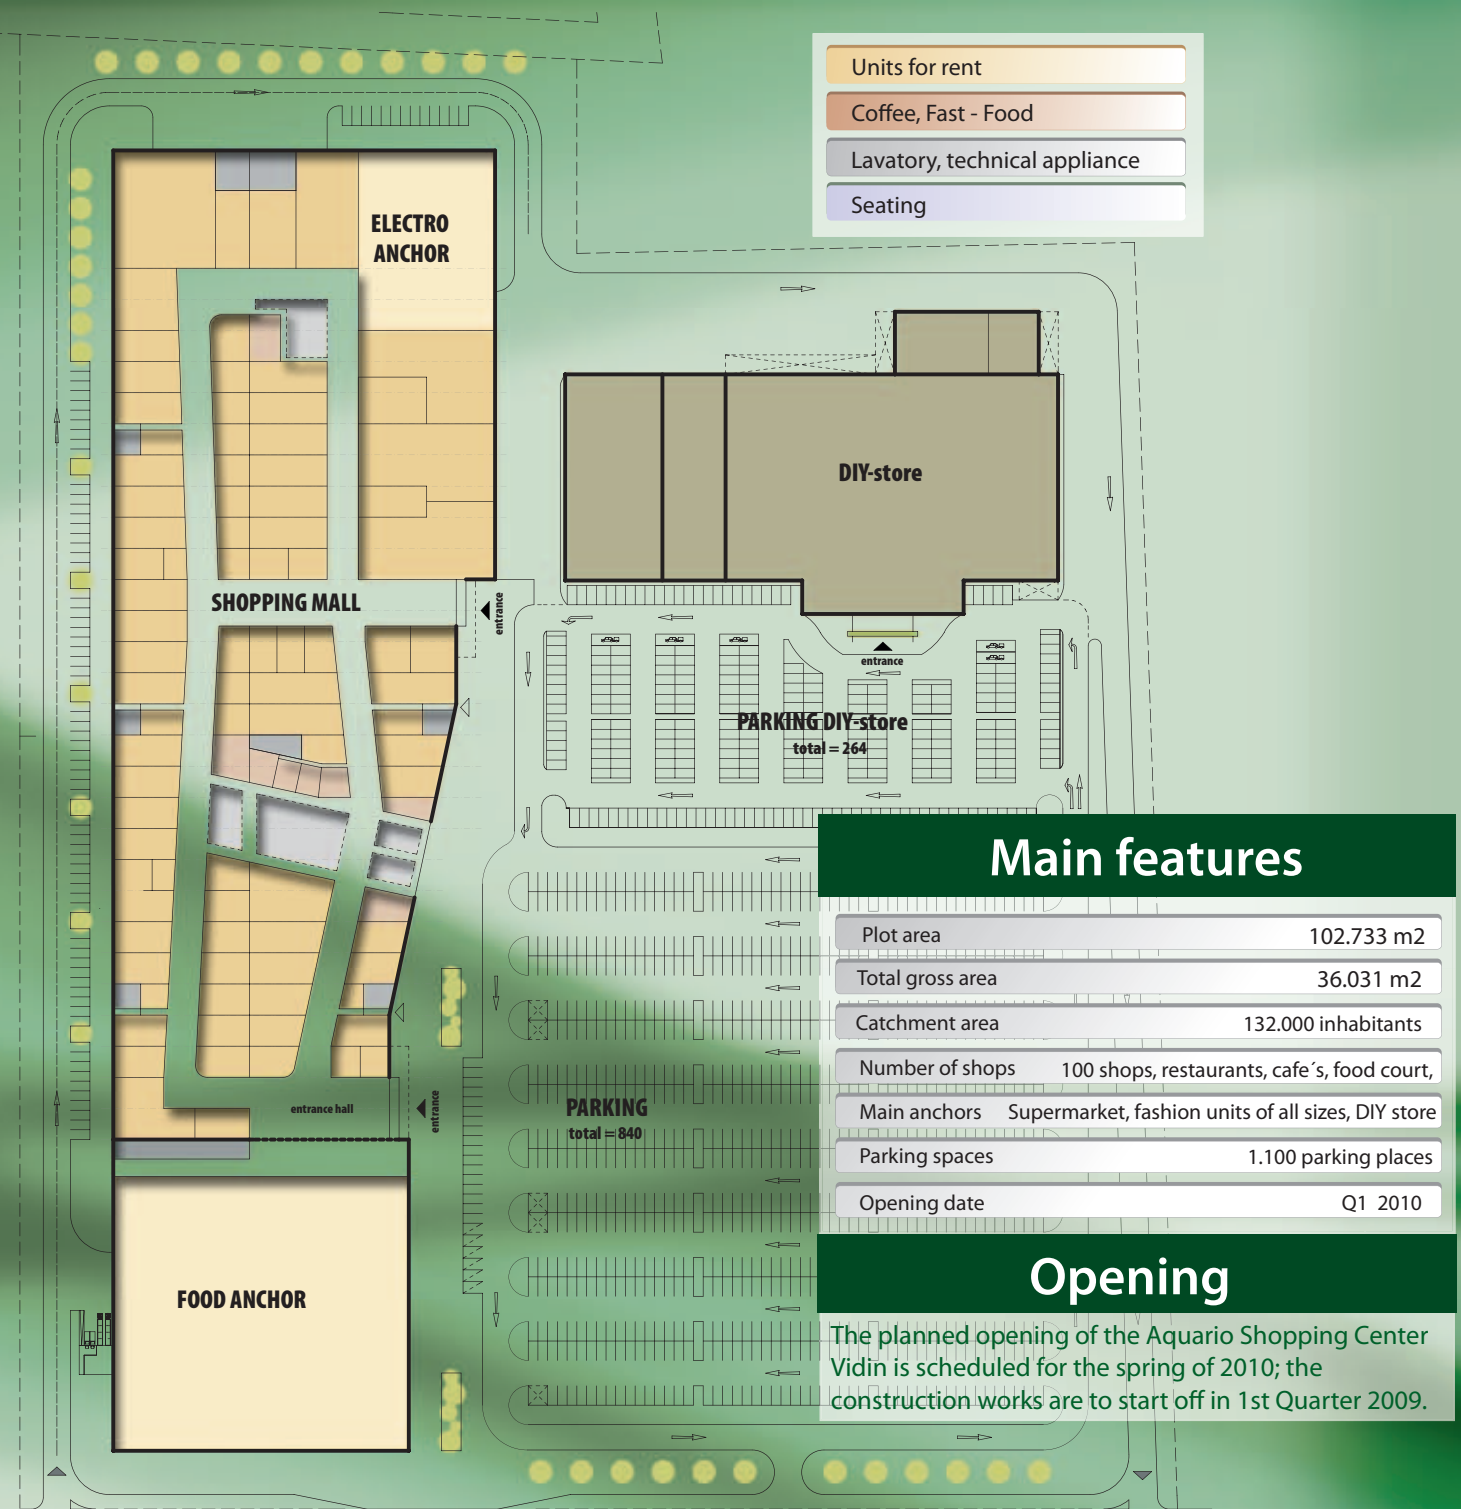 Units for rent
Coffee, Fast - Food
Lavatory, technical appliance
Seating
ELECTRO
ANCHOR
DIY-store
SHOPPING MALL
entrance
entrance
PARKING DIY-store
total = 264
Main features
Plot area 102.733 m2
Total gross area 36.031 m2
Catchment area 132.000 inhabitants
Number of shops 100 shops, restaurants, cafe´s, food court,
Main anchors Supermarket, fashion units of all sizes, DIY store
Parking spaces 1.100 parking places
Opening date Q1 2010
entrance hall
entrance
PARKING
total = 840
FOOD ANCHOR
Opening
The planned opening of the Aquario Shopping Center
Vidin is scheduled for the spring of 2010; the
construction works are to start off in 1st Quarter 2009.